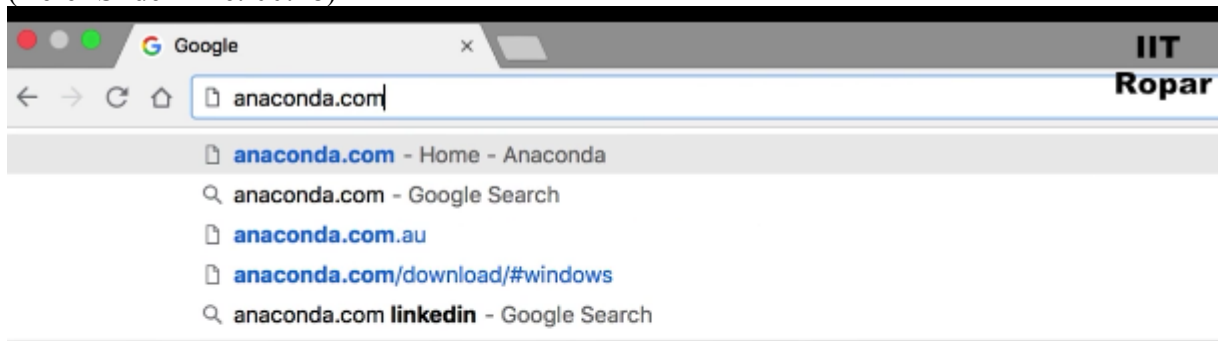 Google
IIT
Ropar
anaconda.com
anaconda.com - Home - Anaconda
anaconda.com - Google Search
anaconda.com.au
anaconda.com/download/#windows
anaconda.com linkedin - Google Search